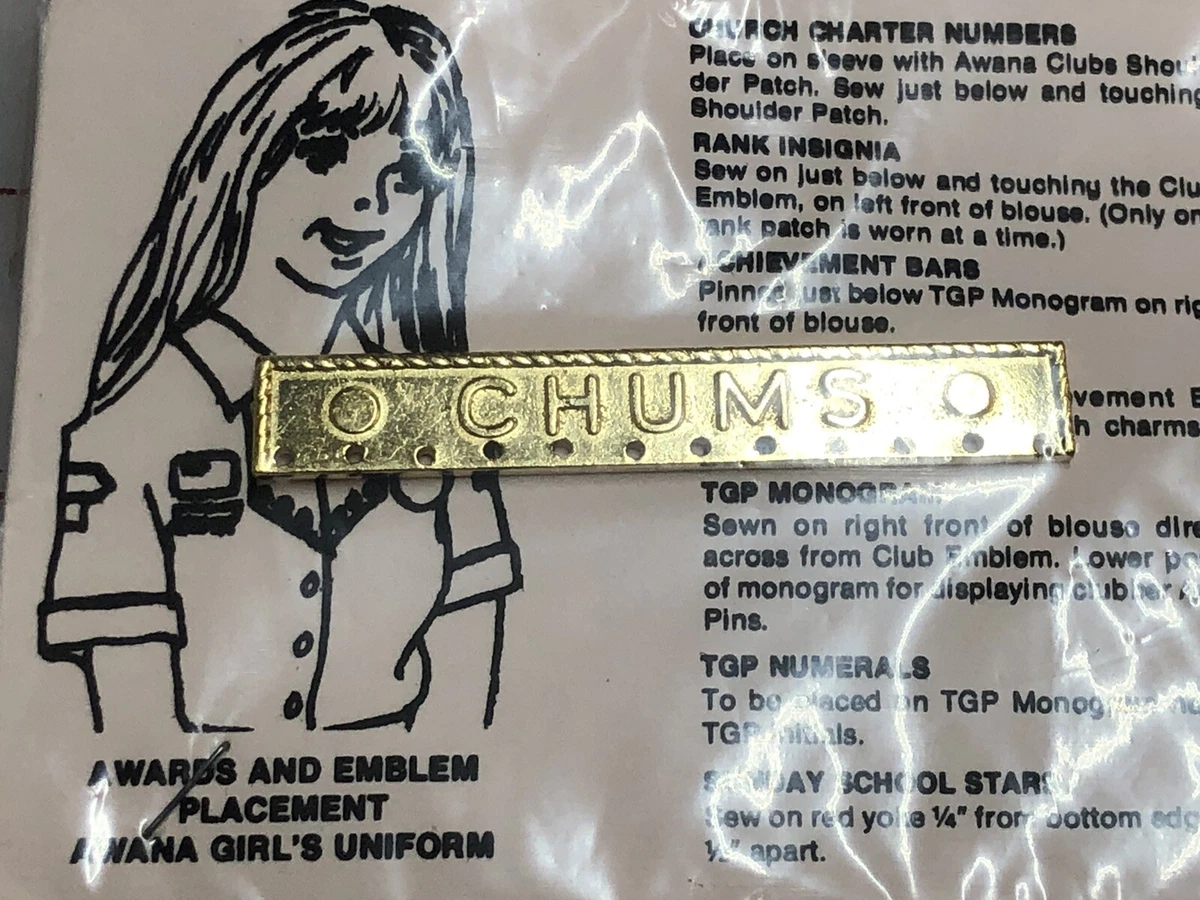 CHURCH CHARTER NUMBERS
Place on sleeve with Awana Clubs Shoul
der Patch. Sew just below and touching
Shoulder Patch.
RANK INSIGNIA
Sew on just below and touching the Clu
Emblem, on left front of blouse. (Only on
rank patch is worn at a time.)
ACHIEVEMENT BARS
Pinned just below TGP Monogram on rig
front of blouse.
CHUMS
vement
charms
TGP MONOGRAM
Sewn on right front of blouse dire
across from Club Emblem. Lower po
of monogram for displaying clubber
Pins.
TGP NUMERALS
To be placed on TGP
TGP initials.
SUNDAY SCHOOL STARS
Sew on red yoke ¼" from bottom edg
½" apart.
AWARDS AND EMBLEM
PLACEMENT
AWANA GIRL'S UNIFORM